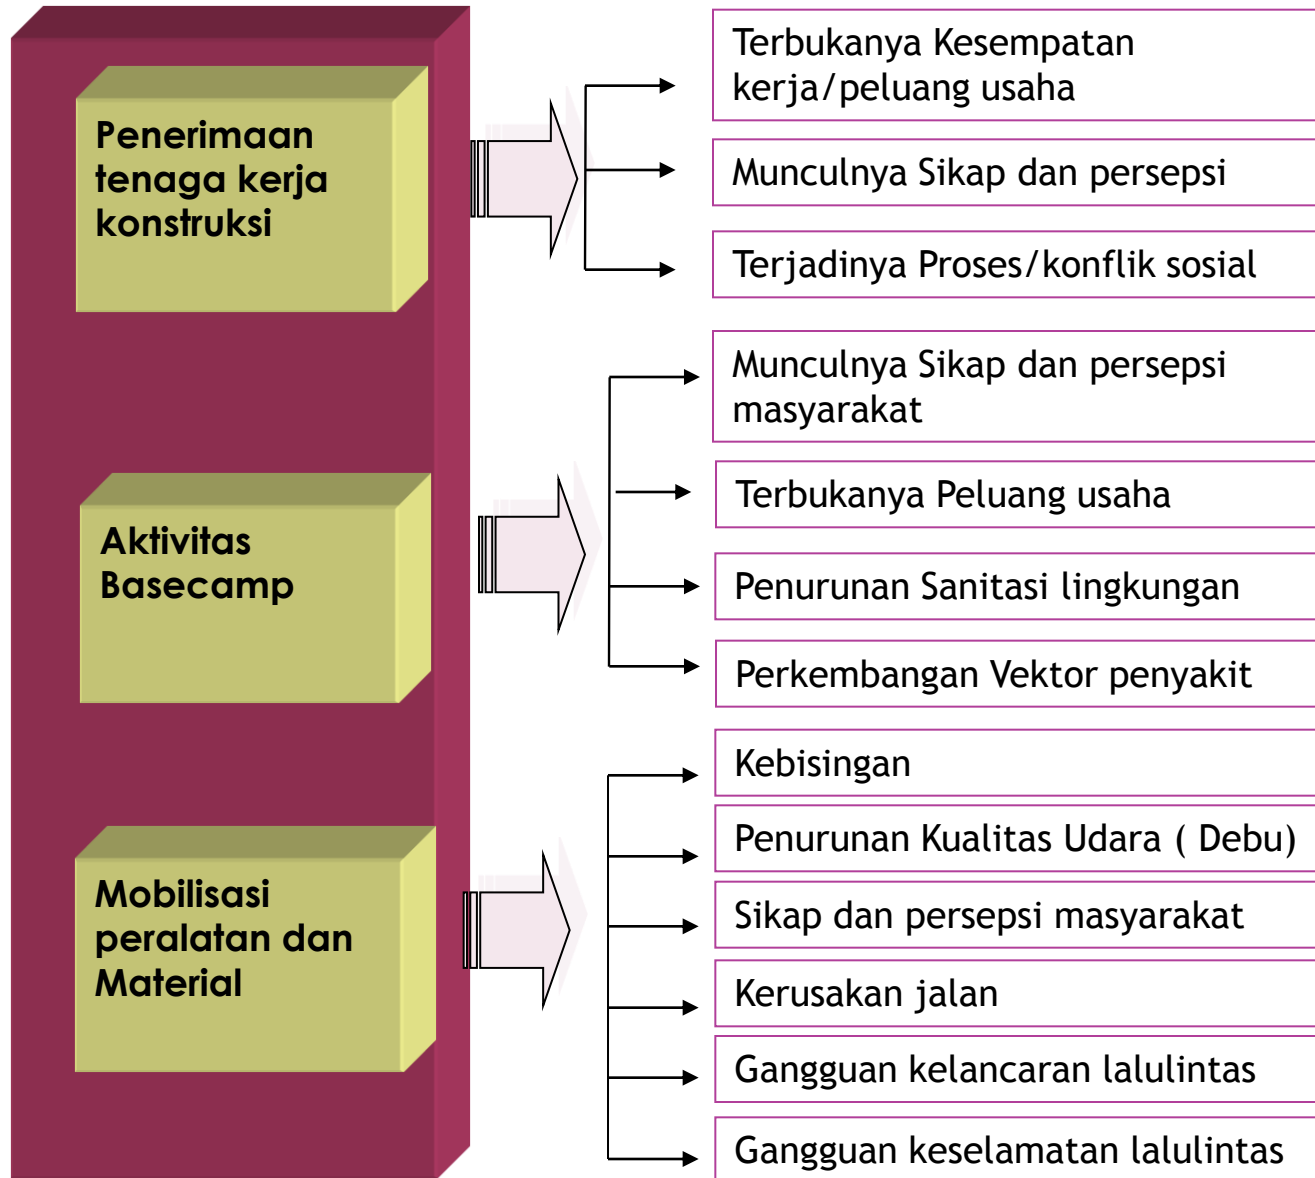 Penerimaan
tenaga kerja
konstruksi
Terbukanya Kesempatan
kerja/peluang usaha
Munculnya Sikap dan persepsi
Terjadinya Proses/konflik sosial
Aktivitas
Basecamp
Munculnya Sikap dan persepsi
masyarakat
Terbukanya Peluang usaha
Penurunan Sanitasi lingkungan
Perkembangan Vektor penyakit
Mobilisasi
peralatan dan
Material
Kebisingan
Penurunan Kualitas Udara ( Debu)
Sikap dan persepsi masyarakat
Kerusakan jalan
Gangguan kelancaran lalulintas
Gangguan keselamatan lalulintas